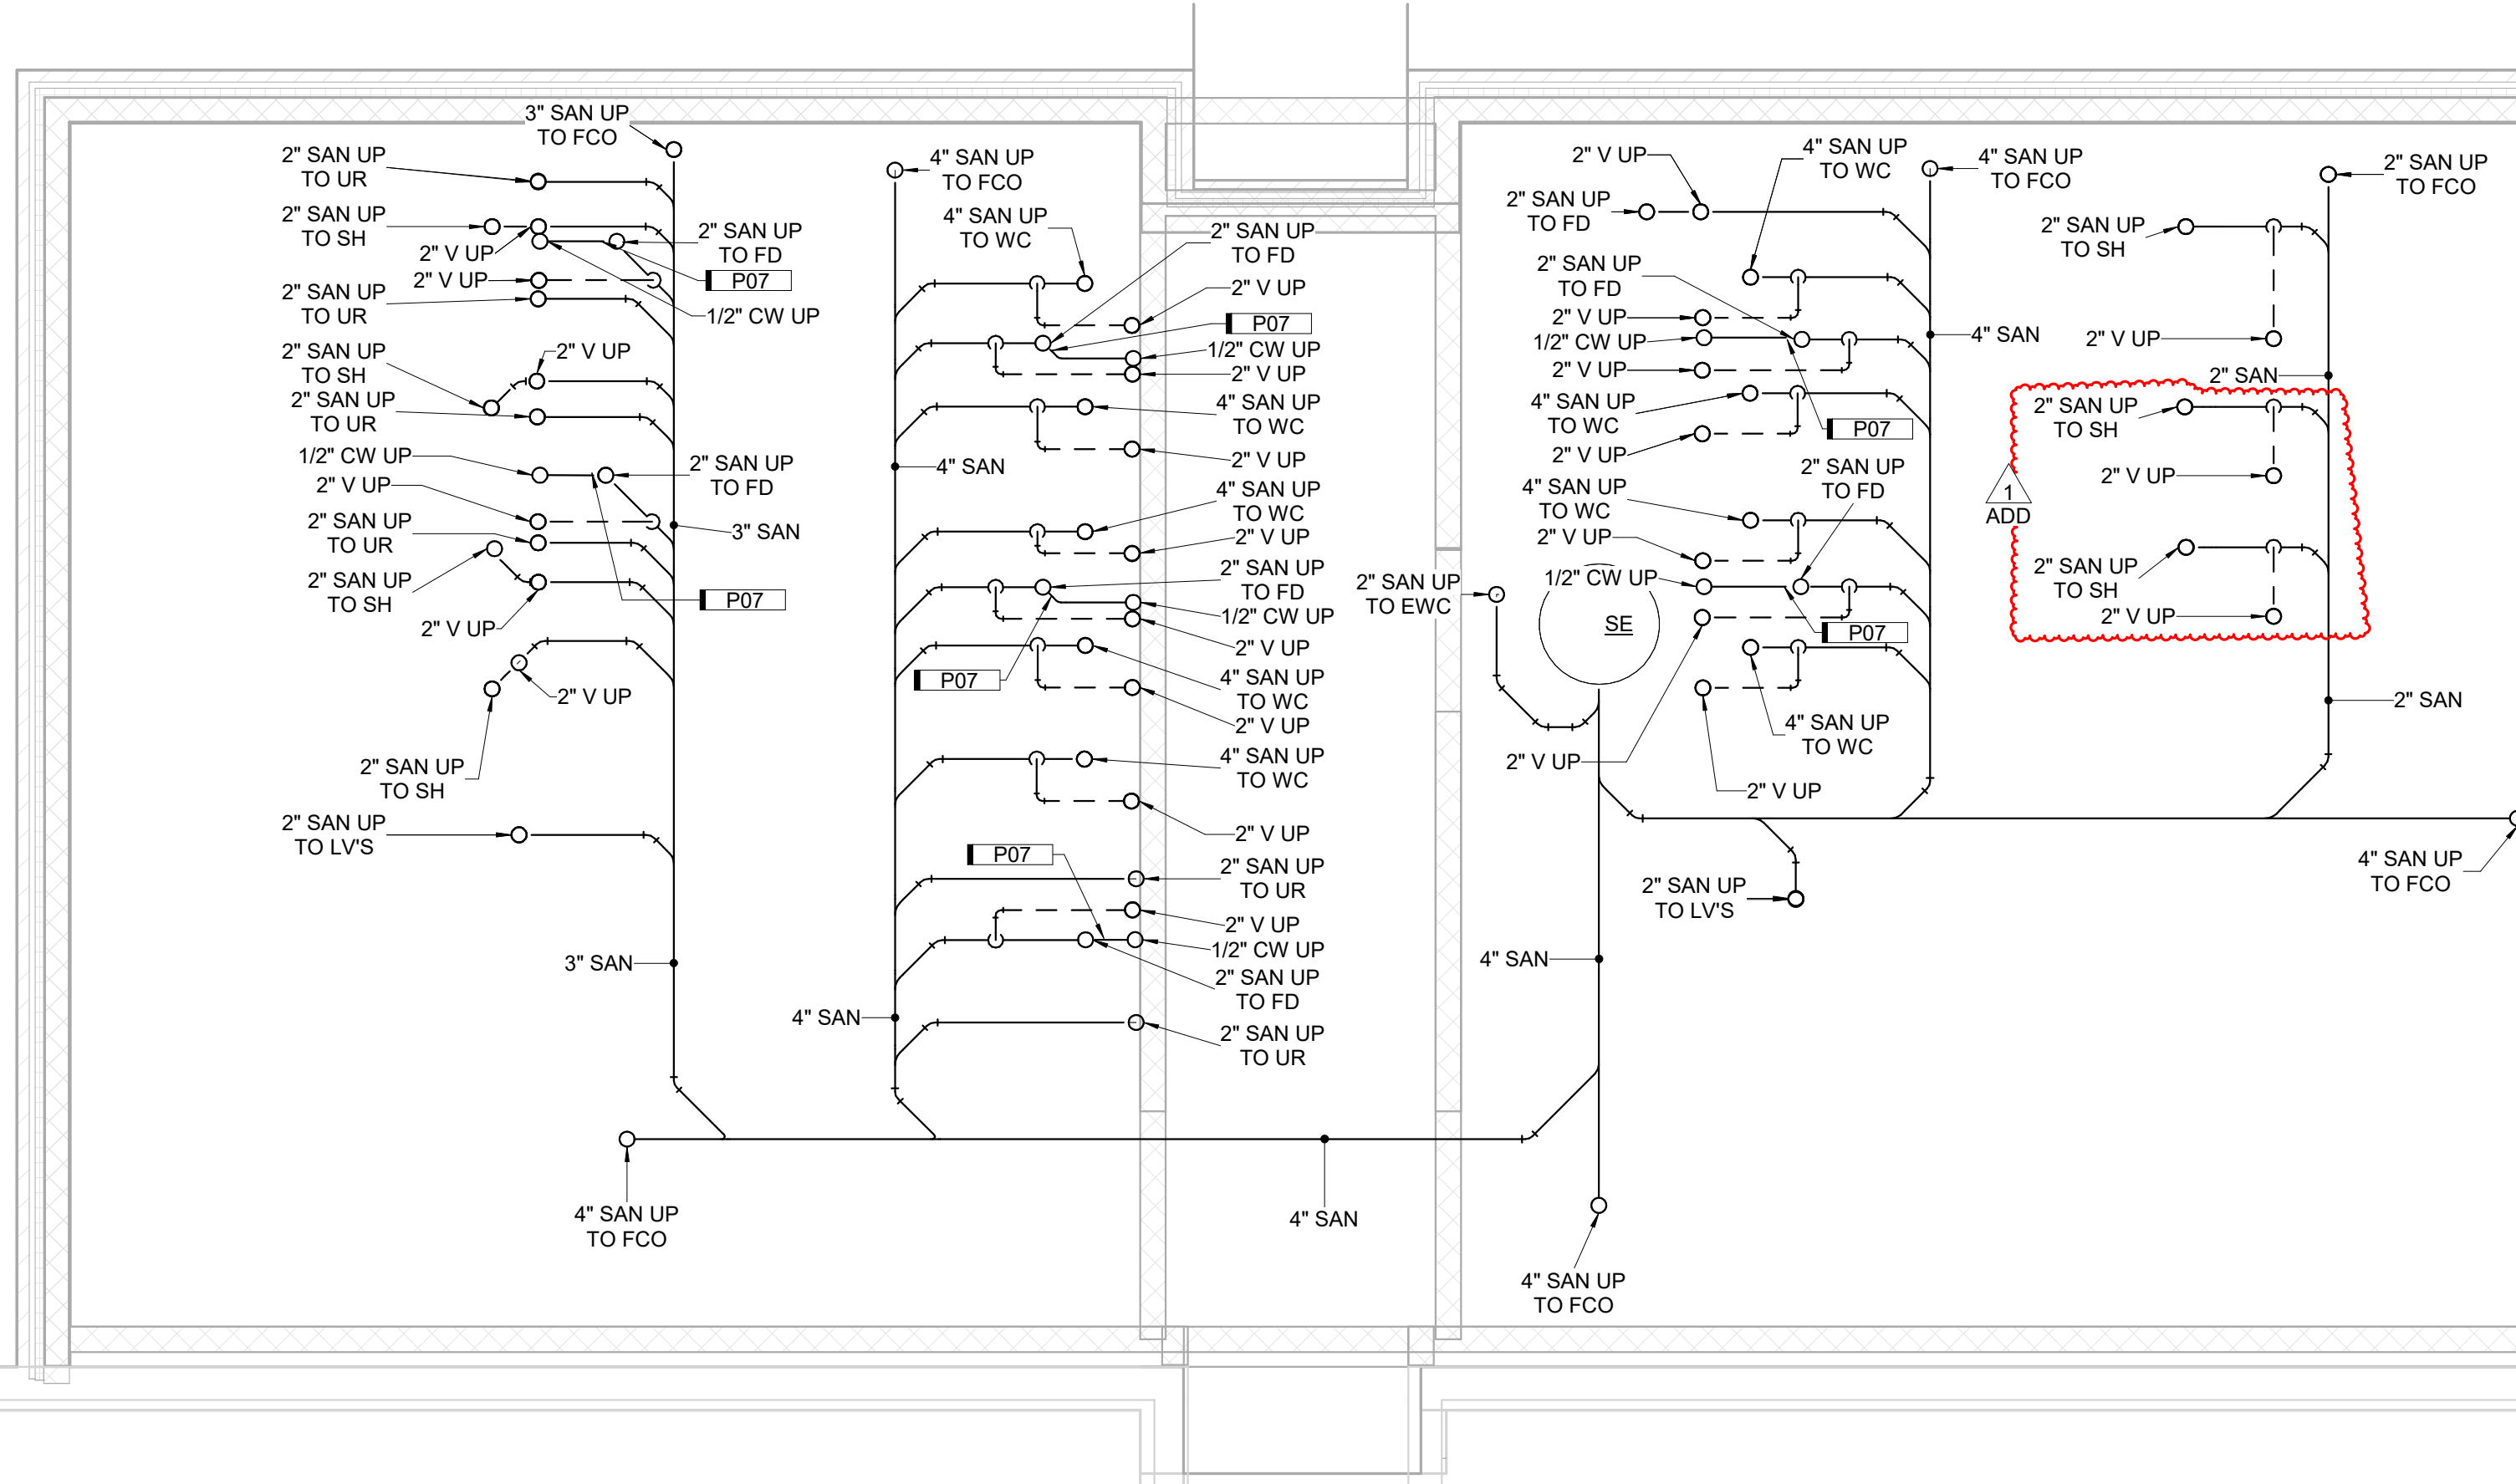 3" SAN UP
TO FCO
2" SAN UP
TO UR
2" SAN UP
TO SH
2" V UP
2" SAN UP
TO FD
P07
2" V UP
2" SAN UP
TO UR
1/2" CW UP
2" SAN UP
TO SH
2" V UP
2" SAN UP
TO UR
1/2" CW UP
2" SAN UP
TO FD
2" V UP
2" SAN UP
TO UR
3" SAN
2" SAN UP
TO SH
P07
2" V UP
2" V UP
2" SAN UP
TO SH
2" SAN UP
TO LV'S
3" SAN
4" SAN UP
TO FCO
4" SAN UP
TO FCO
4" SAN UP
TO WC
2" SAN UP
TO FD
2" V UP
P07
1/2" CW UP
2" V UP
4" SAN UP
TO WC
4" SAN
2" V UP
4" SAN UP
TO WC
2" V UP
2" SAN UP
TO FD
1/2" CW UP
2" V UP
P07
4" SAN UP
TO WC
2" V UP
4" SAN UP
TO WC
2" V UP
P07
2" SAN UP
TO UR
2" V UP
1/2" CW UP
2" SAN UP
TO FD
4" SAN
2" SAN UP
TO UR
4" SAN
2" V UP
4" SAN UP
TO WC
4" SAN UP
TO FCO
2" SAN UP
TO FD
2" SAN UP
TO FD
2" V UP
1/2" CW UP
4" SAN
2" V UP
4" SAN UP
TO WC
P07
2" V UP
2" SAN UP
TO FD
4" SAN UP
TO WC
2" V UP
2" SAN UP
TO EWC
1/2" CW UP
SE
P07
4" SAN UP
TO WC
2" V UP
2" V UP
2" SAN UP
TO LV'S
4" SAN
4" SAN UP
TO FCO
2" SAN UP
TO FCO
2" SAN UP
TO SH
2" V UP
2" SAN
2" SAN UP
TO SH
2" V UP
1
ADD
2" SAN UP
TO SH
2" V UP
2" SAN
4" SAN UP
TO FCO